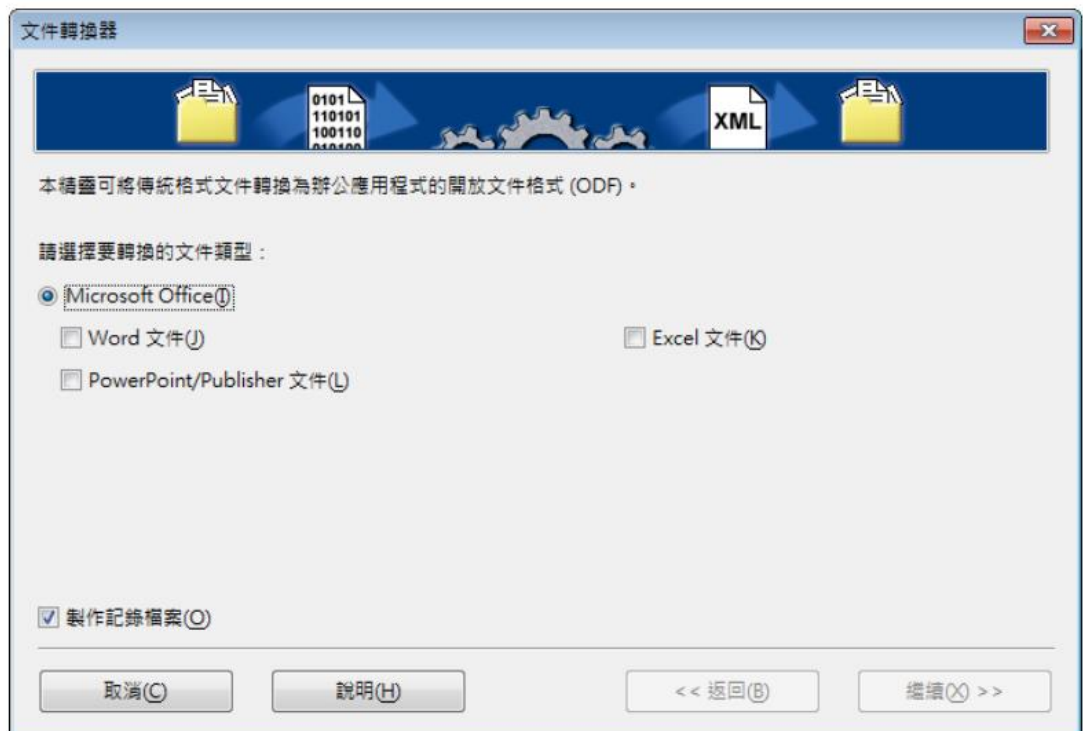 文件轉換器
0101
110101
100110
010100
XML
本精靈可將傳統格式文件轉換為辦公應用程式的開放文件格式 (ODF)。
請選擇要轉換的文件類型：
Microsoft Office(I)
Word 文件(J)
Excel 文件(K)
PowerPoint/Publisher 文件(L)
製作記錄檔案(O)
取消(C)
說明(H)
<< 返回(B)
繼續(X) >>